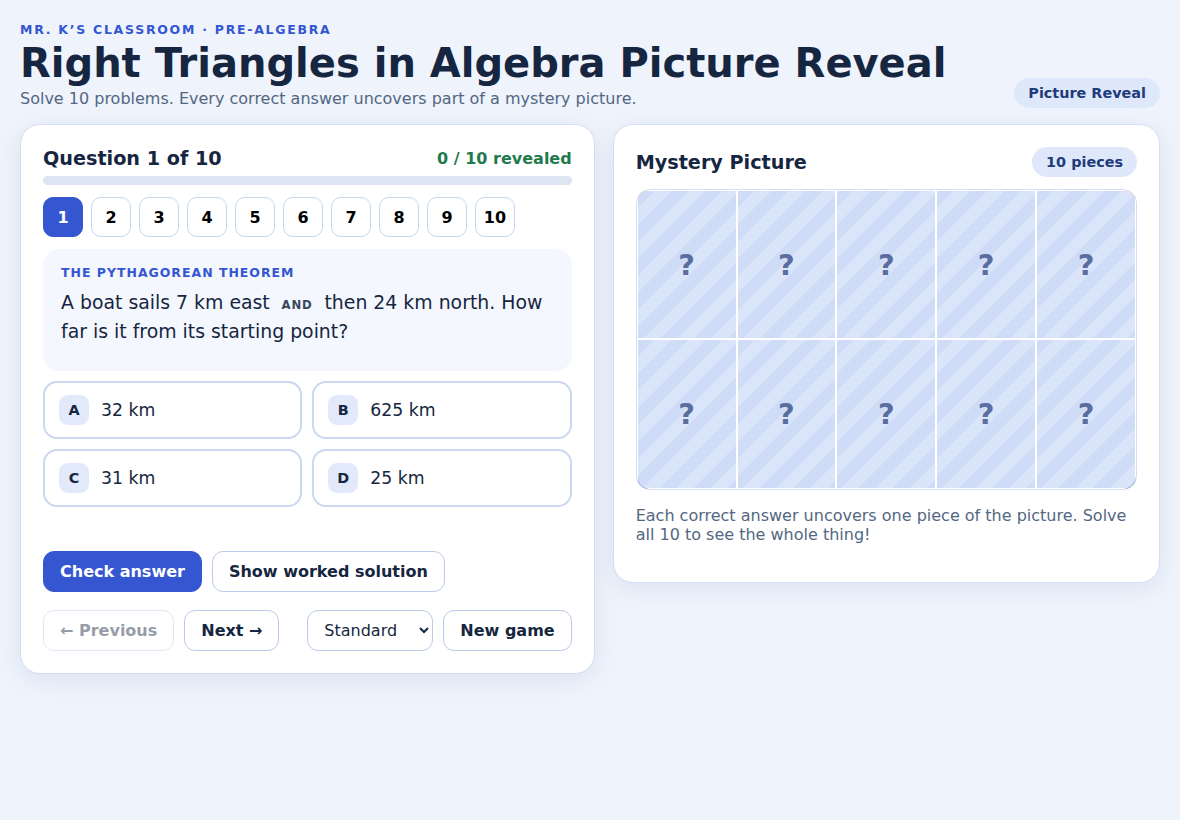 MR. K’S CLASSROOM · PRE-ALGEBRA
Right Triangles in Algebra Picture Reveal
Solve 10 problems. Every correct answer uncovers part of a mystery picture.
Picture Reveal
Question 1 of 10
0 / 10 revealed
1 2 3 4 5 6 7 8 9 10
THE PYTHAGOREAN THEOREM
A boat sails 7 km east AND then 24 km north. How
far is it from its starting point?
A 32 km
B 625 km
C 31 km
D 25 km
Check answer
Show worked solution
← Previous
Next →
Standard
New game
Mystery Picture
10 pieces
? ? ? ? ?
? ? ? ? ?
Each correct answer uncovers one piece of the picture. Solve
all 10 to see the whole thing!